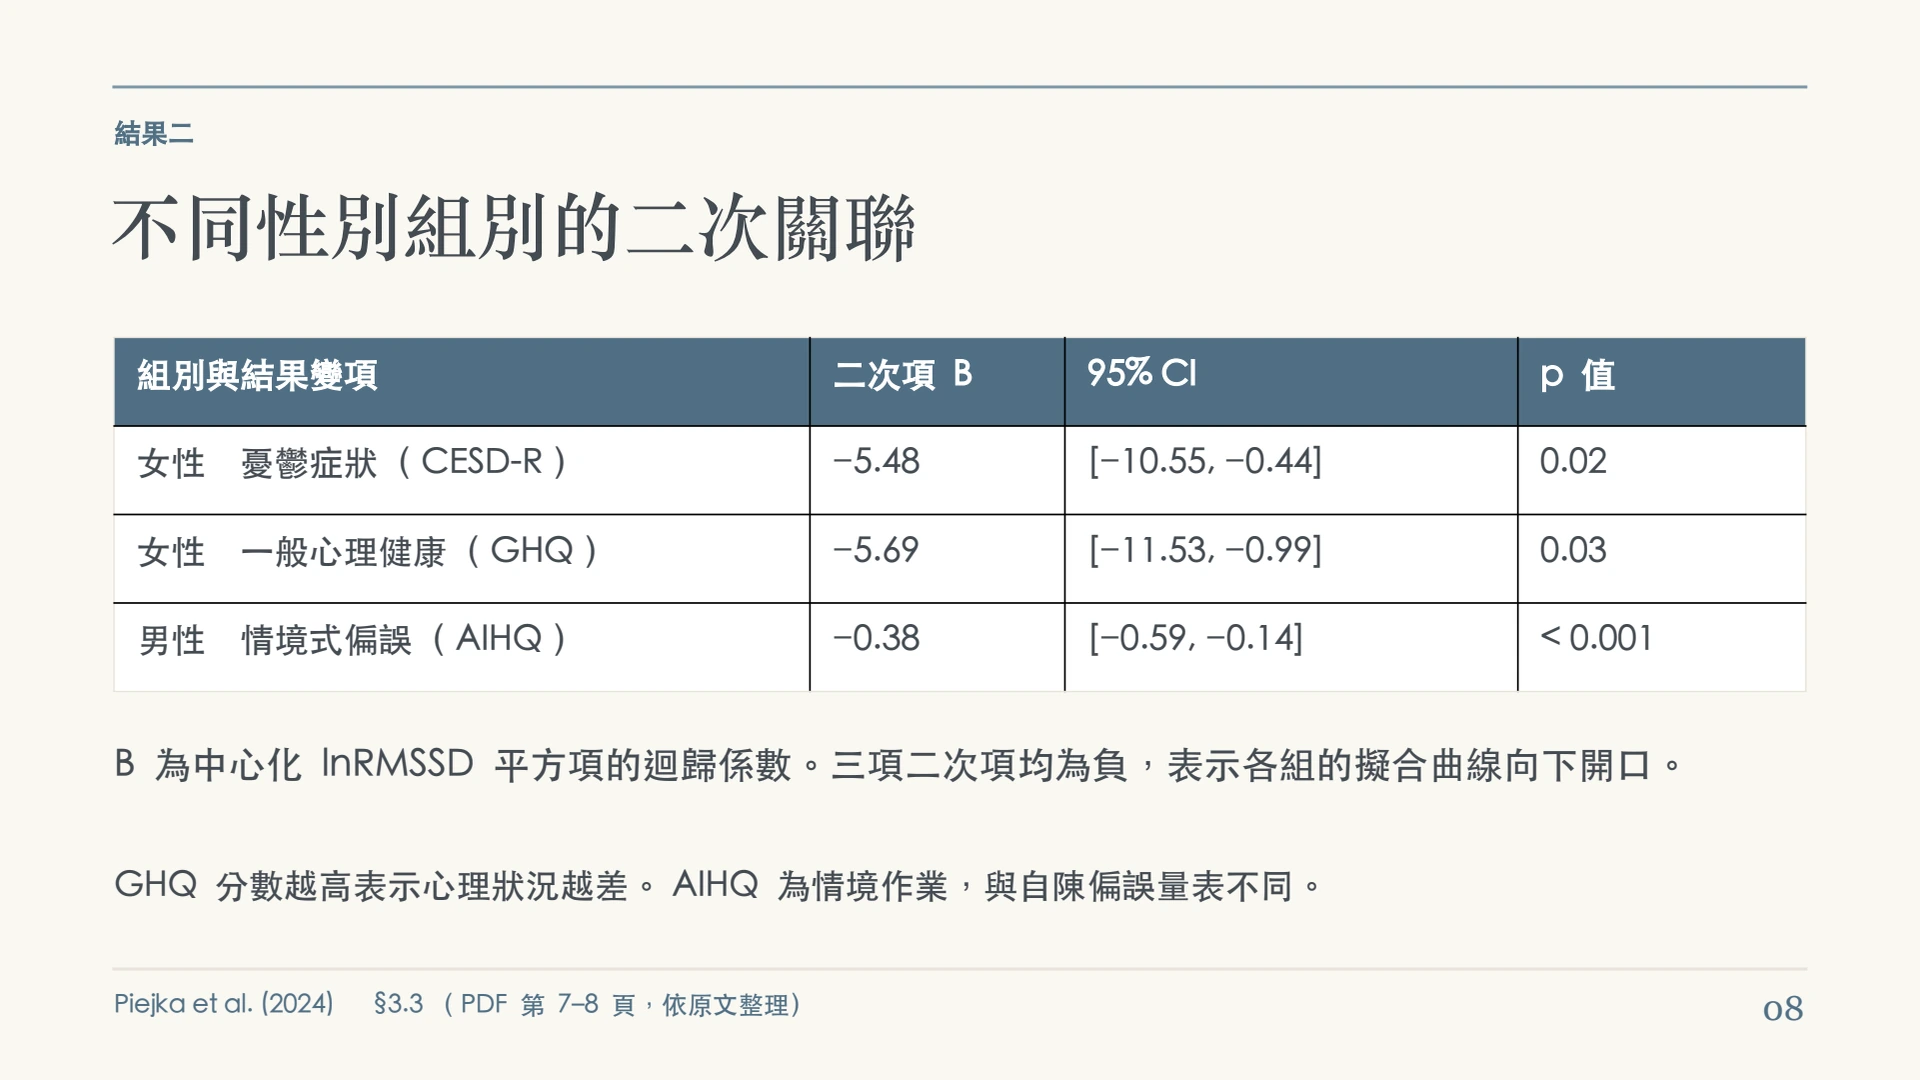 結果二
不同性別組別的二次關聯
組別與結果變項 二次項 B 95% CI p 值
女性　憂鬱症狀（CESD-R） −5.48 [−10.55, −0.44] 0.02
女性　一般心理健康（GHQ） −5.69 [−11.53, −0.99] 0.03
男性　情境式偏誤（AIHQ） −0.38 [−0.59, −0.14] < 0.001
B 為中心化 lnRMSSD 平方項的迴歸係數。三項二次項均為負，表示各組的擬合曲線向下開口。
GHQ 分數越高表示心理狀況越差。AIHQ 為情境作業，與自陳偏誤量表不同。
Piejka et al. (2024)　§3.3（PDF 第 7–8 頁，依原文整理）
08